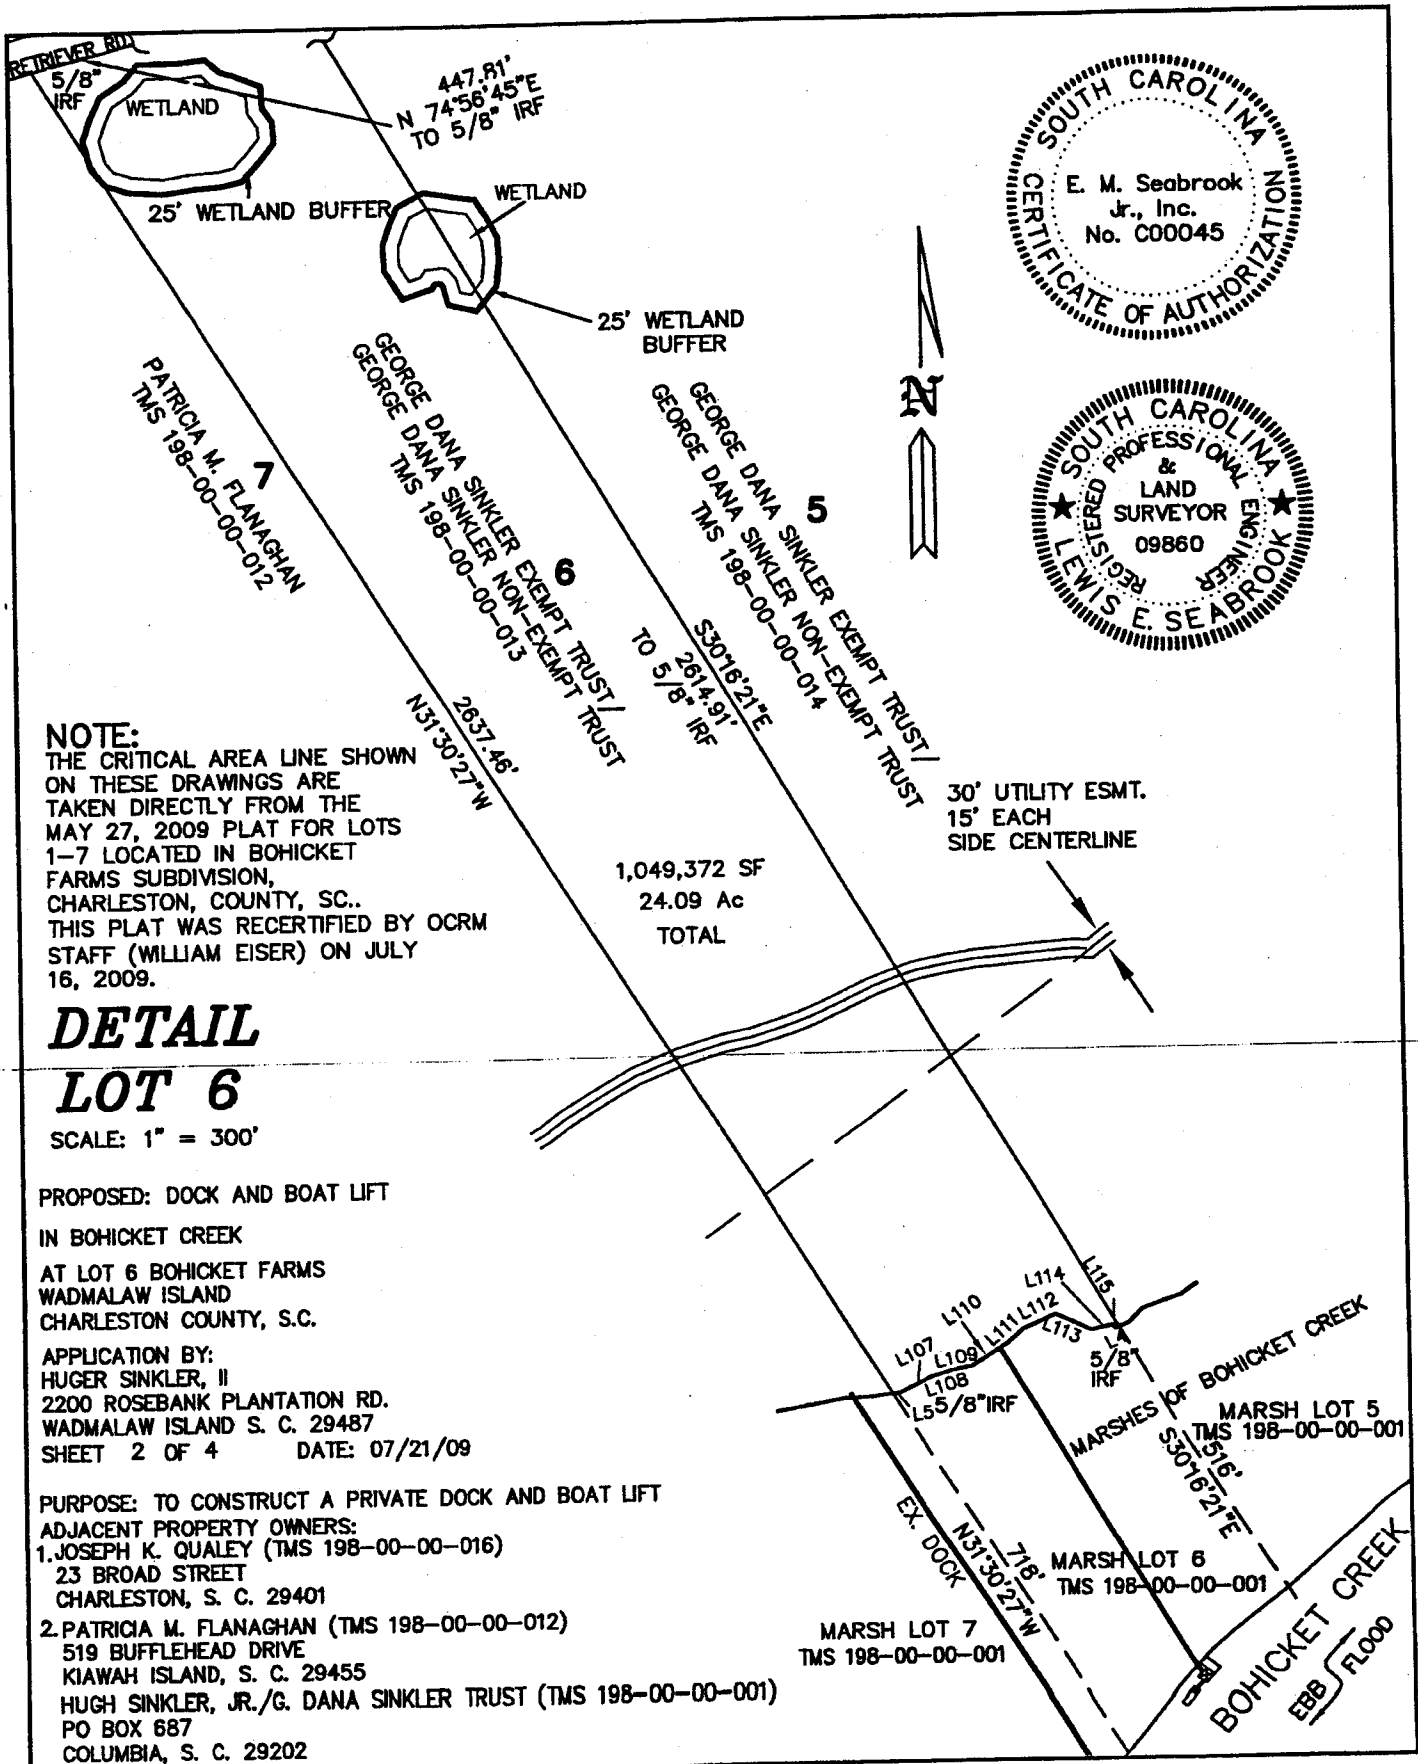 RETRIEVER RD.
5/8"
IRF
WETLAND
447.81'
N 74°56'45"E
TO 5/8" IRF
25' WETLAND BUFFER
WETLAND
25' WETLAND
BUFFER
SOUTH CAROLINA
CERTIFICATE OF AUTHORIZATION
E. M. Seabrook
Jr., Inc.
No. C00045
N
SOUTH CAROLINA
LEWIS E. SEABROOK
REGISTERED PROFESSIONAL ENGINEER
&
LAND
SURVEYOR
09860
PATRICIA M. FLANAGHAN
TMS 198-00-00-012
7
GEORGE DANA SINKLER EXEMPT TRUST/
GEORGE DANA SINKLER NON-EXEMPT TRUST
TMS 198-00-00-013
6
GEORGE DANA SINKLER EXEMPT TRUST/
GEORGE DANA SINKLER NON-EXEMPT TRUST
TMS 198-00-00-014
5
S30°16'21"E
2614.91'
TO 5/8" IRF
2637.46'
N31°30'27"W
NOTE:
THE CRITICAL AREA LINE SHOWN
ON THESE DRAWINGS ARE
TAKEN DIRECTLY FROM THE
MAY 27, 2009 PLAT FOR LOTS
1-7 LOCATED IN BOHICKET
FARMS SUBDIVISION,
CHARLESTON, COUNTY, SC..
THIS PLAT WAS RECERTIFIED BY OCRM
STAFF (WILLIAM EISER) ON JULY
16, 2009.
30' UTILITY ESMT.
15' EACH
SIDE CENTERLINE
1,049,372 SF
24.09 Ac
TOTAL
DETAIL
LOT 6
SCALE: 1" = 300'
PROPOSED: DOCK AND BOAT LIFT
IN BOHICKET CREEK
AT LOT 6 BOHICKET FARMS
WADMALAW ISLAND
CHARLESTON COUNTY, S.C.
APPLICATION BY:
HUGER SINKLER, II
2200 ROSEBANK PLANTATION RD.
WADMALAW ISLAND S. C. 29487
SHEET 2 OF 4 DATE: 07/21/09
PURPOSE: TO CONSTRUCT A PRIVATE DOCK AND BOAT LIFT
ADJACENT PROPERTY OWNERS:
1. JOSEPH K. QUALEY (TMS 198-00-00-016)
23 BROAD STREET
CHARLESTON, S. C. 29401
2. PATRICIA M. FLANAGHAN (TMS 198-00-00-012)
519 BUFFLEHEAD DRIVE
KIAWAH ISLAND, S. C. 29455
HUGH SINKLER, JR./G. DANA SINKLER TRUST (TMS 198-00-00-001)
PO BOX 687
COLUMBIA, S. C. 29202
L107
L108
L109
L110
L111
L112
L113
L114
L115
L4
5/8"
IRF
L5
5/8"IRF
MARSHES OF BOHICKET CREEK
MARSH LOT 5
TMS 198-00-00-001
516'
S30°16'21"E
EX. DOCK
718'
N31°30'27"W
MARSH LOT 6
TMS 198-00-00-001
MARSH LOT 7
TMS 198-00-00-001
BOHICKET CREEK
EBB
FLOOD